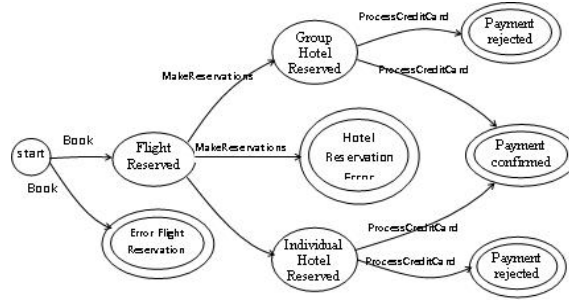 ProcessCreditCard
Payment
rejected
Group
Hotel
Reserved
ProcessCreditCard
MakeReservations
start
Book
Flight
Reserved
MakeReservations
Hotel
Reservation
Error
Payment
confirmed
Book
Error Flight
Reservation
ProcessCreditCard
Individual
Hotel
Reserved
ProcessCreditCard
Payment
rejected